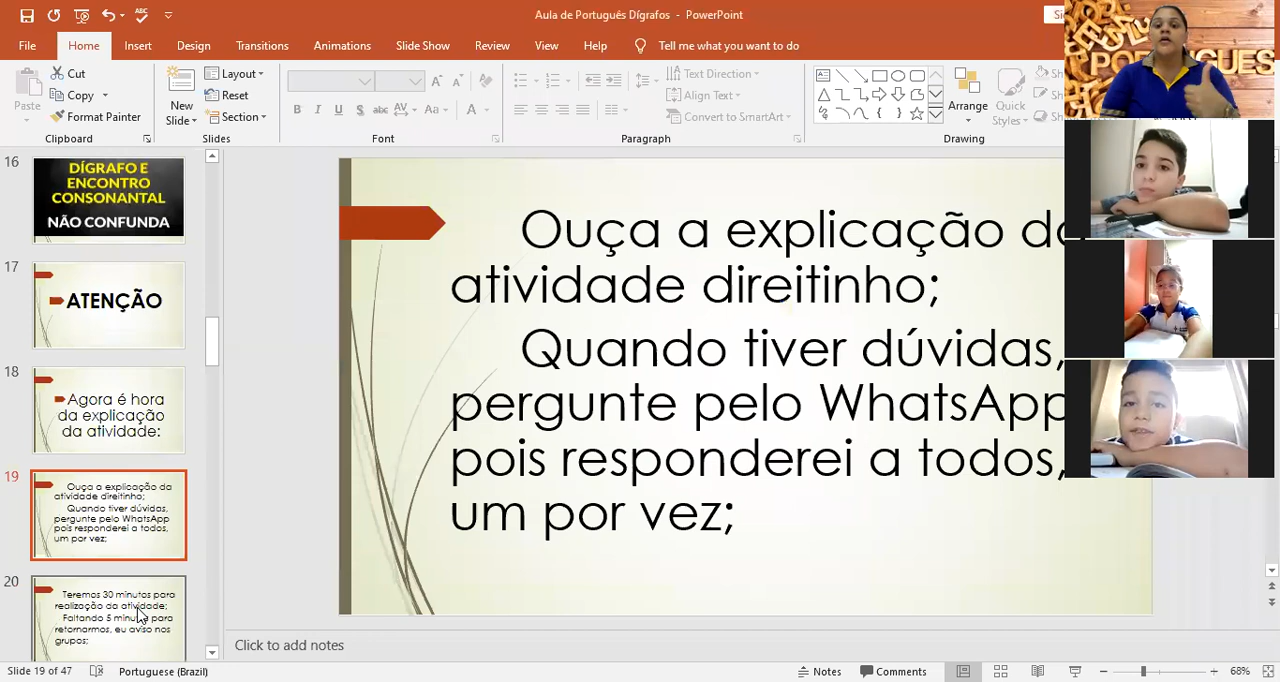 Aula de Português Dígrafos - PowerPoint
File Home Insert Design Transitions Animations Slide Show Review View Help Tell me what you want to do
Cut
Copy
Format Painter
Paste
Clipboard
New
Slide
Layout
Reset
Section
Slides
Font
Text Direction
Align Text
Convert to SmartArt
Paragraph
Arrange
Quick
Styles
Drawing
16
DÍGRAFO E
ENCONTRO
CONSONANTAL
NÃO CONFUNDA
17
ATENÇÃO
18
Agora é hora
da explicação
da atividade:
19
Ouça a explicação da
atividade direitinho;
Quando tiver dúvidas,
pergunte pelo WhatsApp
pois responderei a todos,
um por vez;
20
Teremos 30 minutos para
realização da atividade;
Faltando 5 minutos para
retornarmos, eu aviso nos
grupos;
Ouça a explicação da
atividade direitinho;
Quando tiver dúvidas,
pergunte pelo WhatsApp
pois responderei a todos,
um por vez;
Click to add notes
Slide 19 of 47 Portuguese (Brazil) Notes Comments 68%